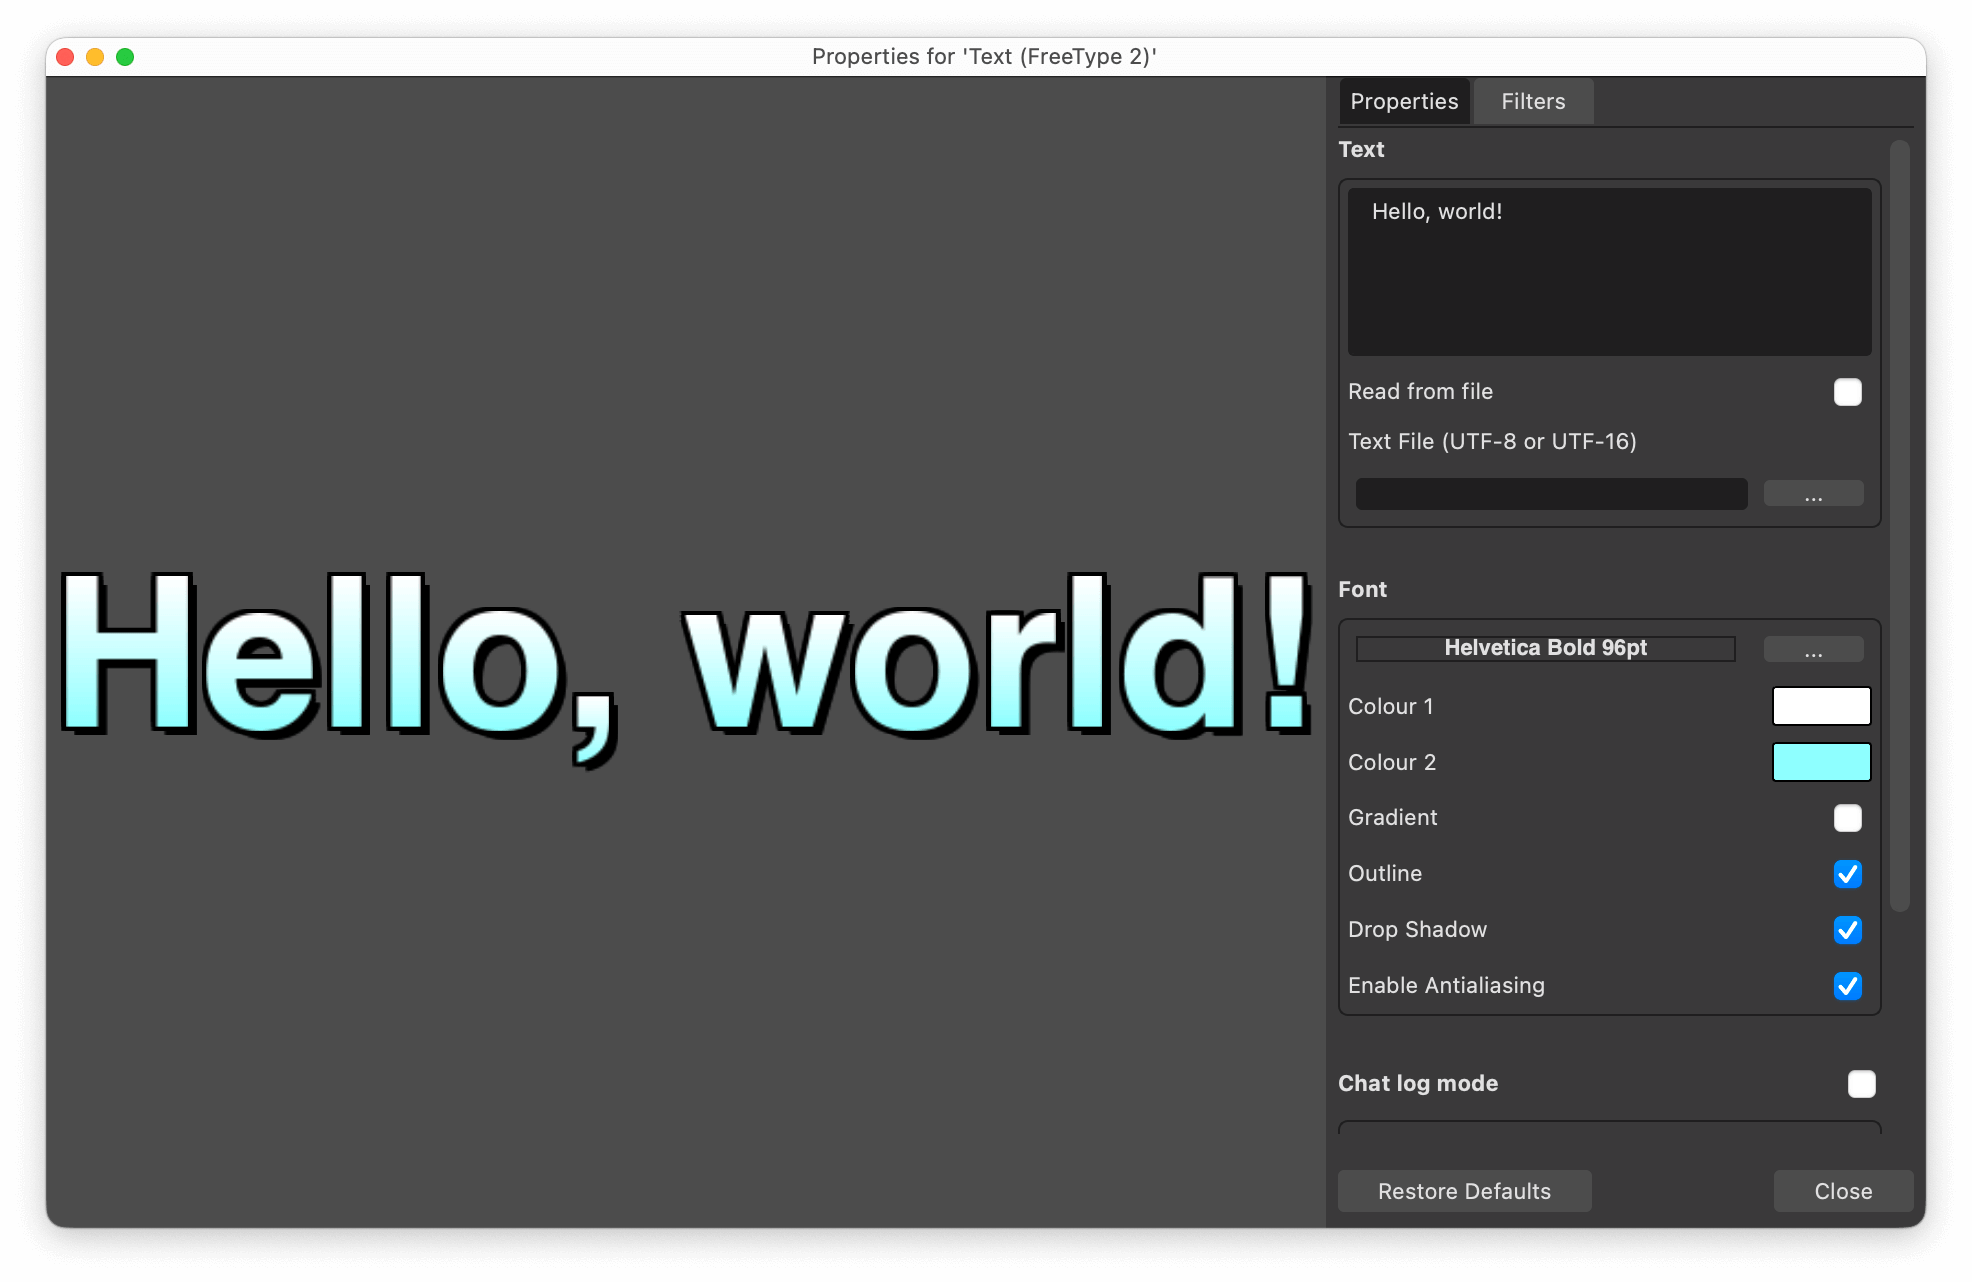 Properties for 'Text (FreeType 2)'
Hello, world!
Properties Filters
Text
Hello, world!
Read from file
Text File (UTF-8 or UTF-16)
...
Font
Helvetica Bold 96pt ...
Colour 1
Colour 2
Gradient
Outline
Drop Shadow
Enable Antialiasing
Chat log mode
Restore Defaults Close